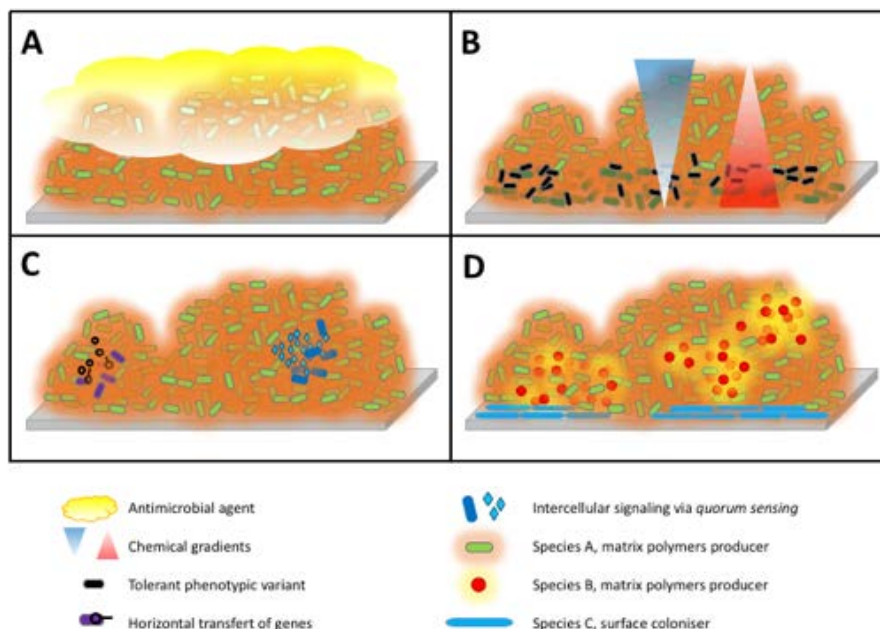 A
B
C
D
Antimicrobial agent
Chemical gradients
Tolerant phenotypic variant
Horizontal transfert of genes
Intercellular signaling via quorum sensing
Species A, matrix polymers producer
Species B, matrix polymers producer
Species C, surface coloniser